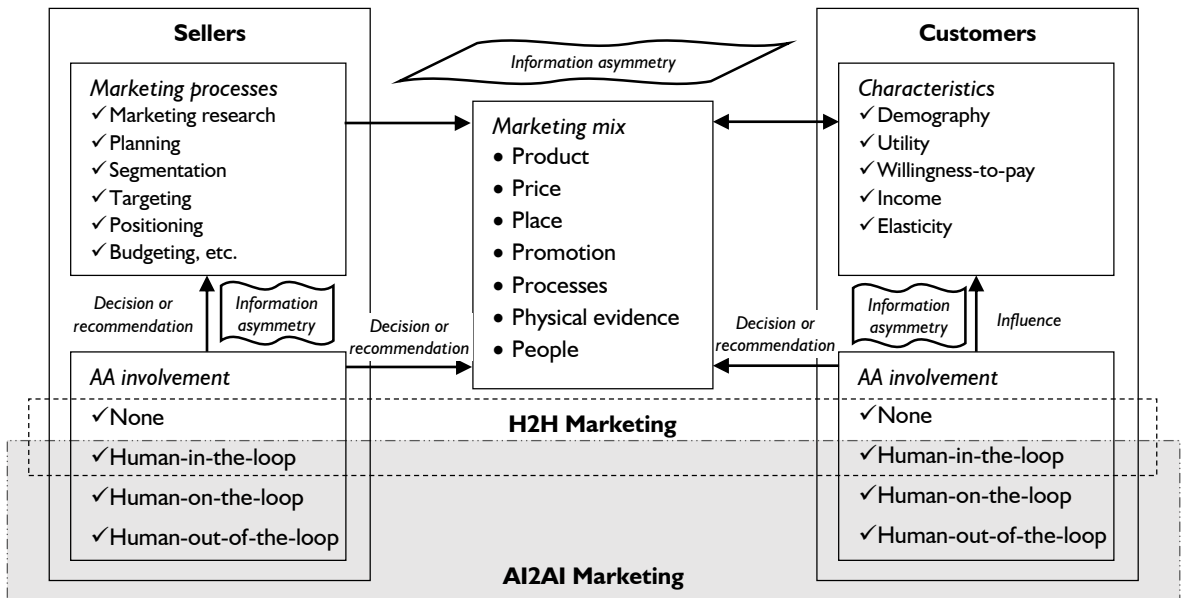 Sellers
Marketing processes
✓Marketing research
✓Planning
✓Segmentation
✓Targeting
✓Positioning
✓Budgeting, etc.
Decision or
recommendation
Information
asymmetry
AA involvement
✓None
✓Human-in-the-loop
✓Human-on-the-loop
✓Human-out-of-the-loop
Information asymmetry
Marketing mix
• Product
• Price
• Place
• Promotion
• Processes
• Physical evidence
• People
Decision or
recommendation
Decision or
recommendation
Customers
Characteristics
✓Demography
✓Utility
✓Willingness-to-pay
✓Income
✓Elasticity
Information
asymmetry
Influence
AA involvement
✓None
✓Human-in-the-loop
✓Human-on-the-loop
✓Human-out-of-the-loop
H2H Marketing
AI2AI Marketing